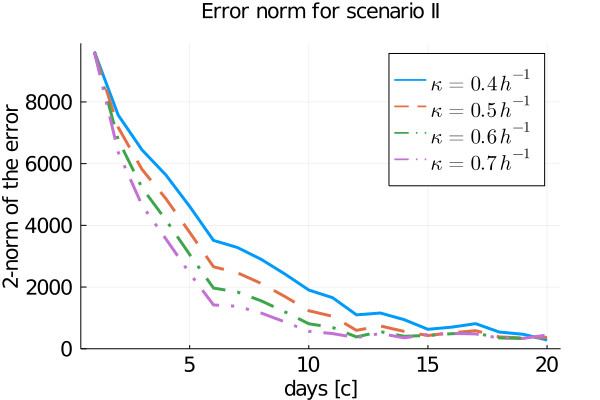 Error norm for scenario II
κ = 0.4 h⁻¹
κ = 0.5 h⁻¹
κ = 0.6 h⁻¹
κ = 0.7 h⁻¹
2-norm of the error
8000
6000
4000
2000
0
5 10 15 20
days [c]